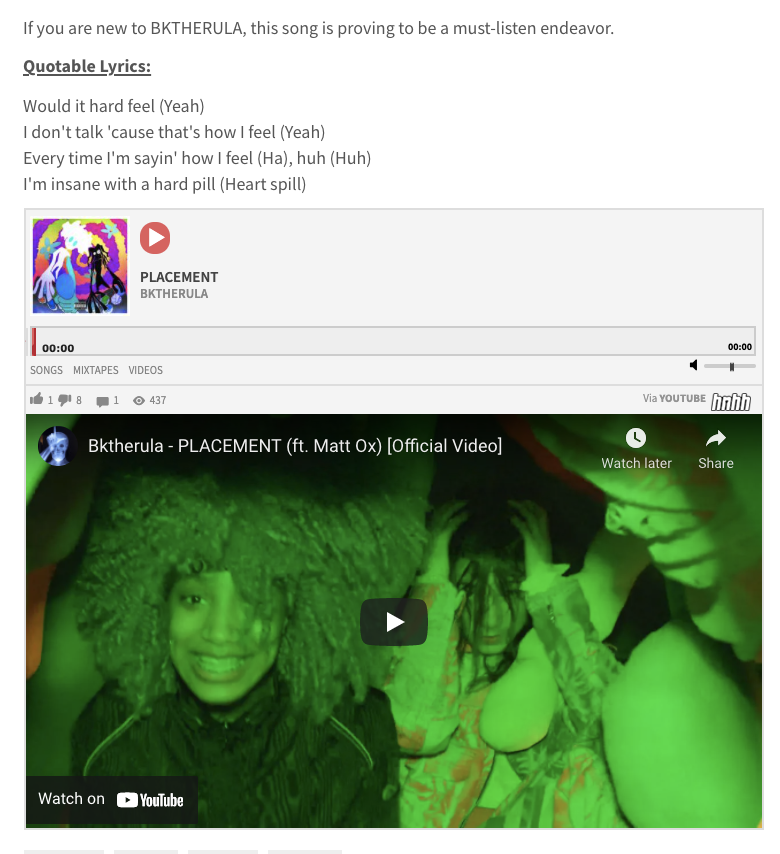 If you are new to BKTHERULA, this song is proving to be a must-listen endeavor.
Quotable Lyrics:
Would it hard feel (Yeah)
I don't talk 'cause that's how I feel (Yeah)
Every time I'm sayin' how I feel (Ha), huh (Huh)
I'm insane with a hard pill (Heart spill)
PLACEMENT
BKTHERULA
00:00
00:00
SONGS MIXTAPES VIDEOS
1 8 1 437
Via YOUTUBE hnhh
Bktherula - PLACEMENT (ft. Matt Ox) [Official Video]
Watch later Share
Watch on YouTube